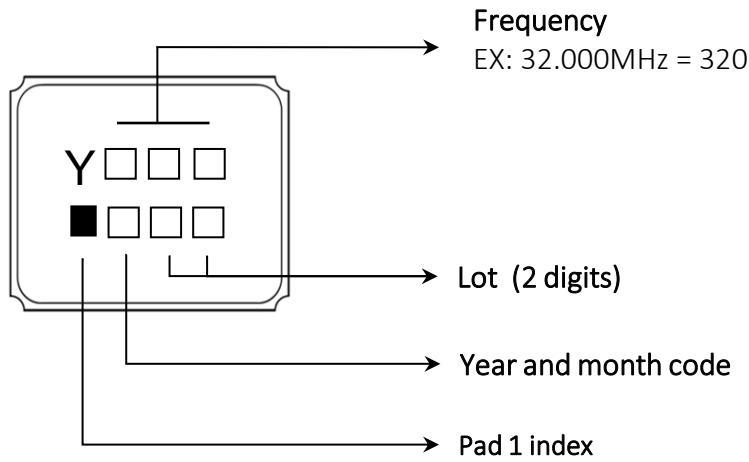 Frequency
EX: 32.000MHz = 320
Y□□□
■□□□
Lot (2 digits)
Year and month code
Pad 1 index